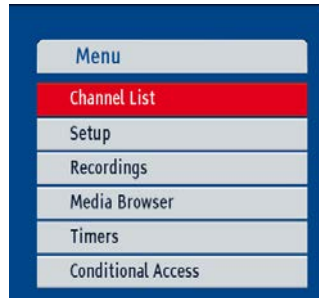 Menu
Channel List
Setup
Recordings
Media Browser
Timers
Conditional Access